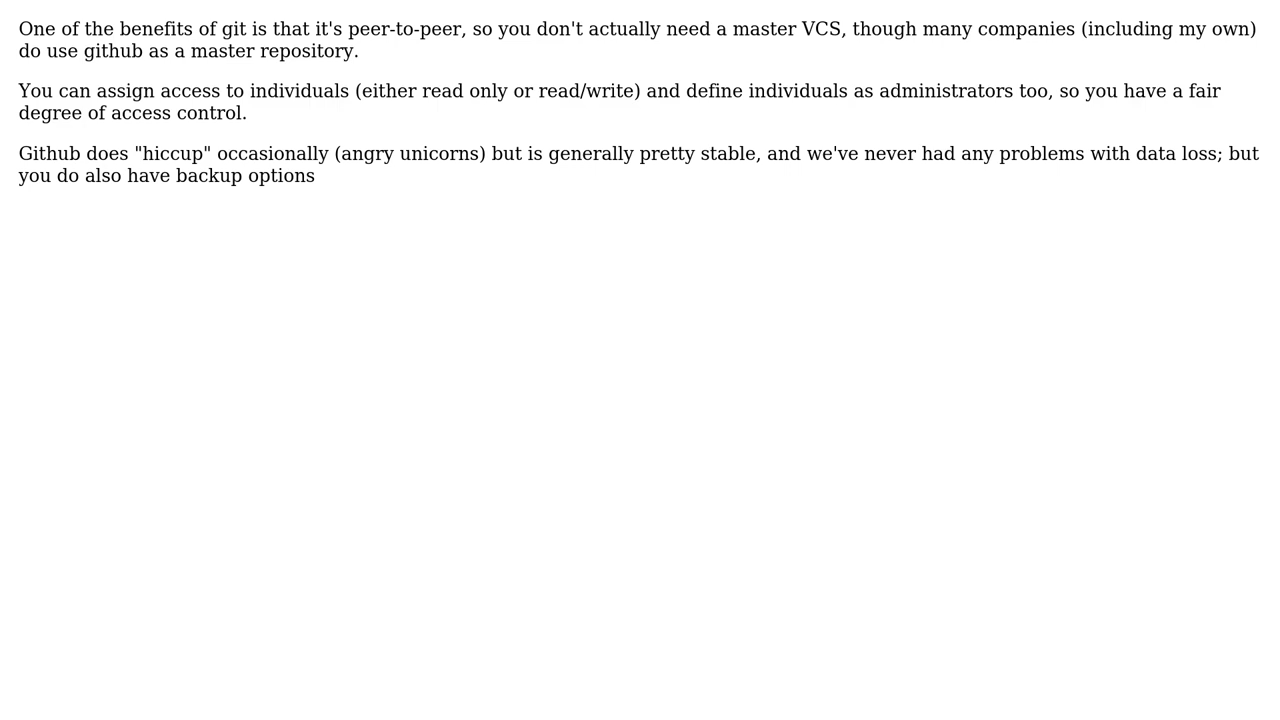 One of the benefits of git is that it's peer-to-peer, so you don't actually need a master VCS, though many companies (including my own)
do use github as a master repository.
You can assign access to individuals (either read only or read/write) and define individuals as administrators too, so you have a fair
degree of access control.
Github does "hiccup" occasionally (angry unicorns) but is generally pretty stable, and we've never had any problems with data loss; but
you do also have backup options